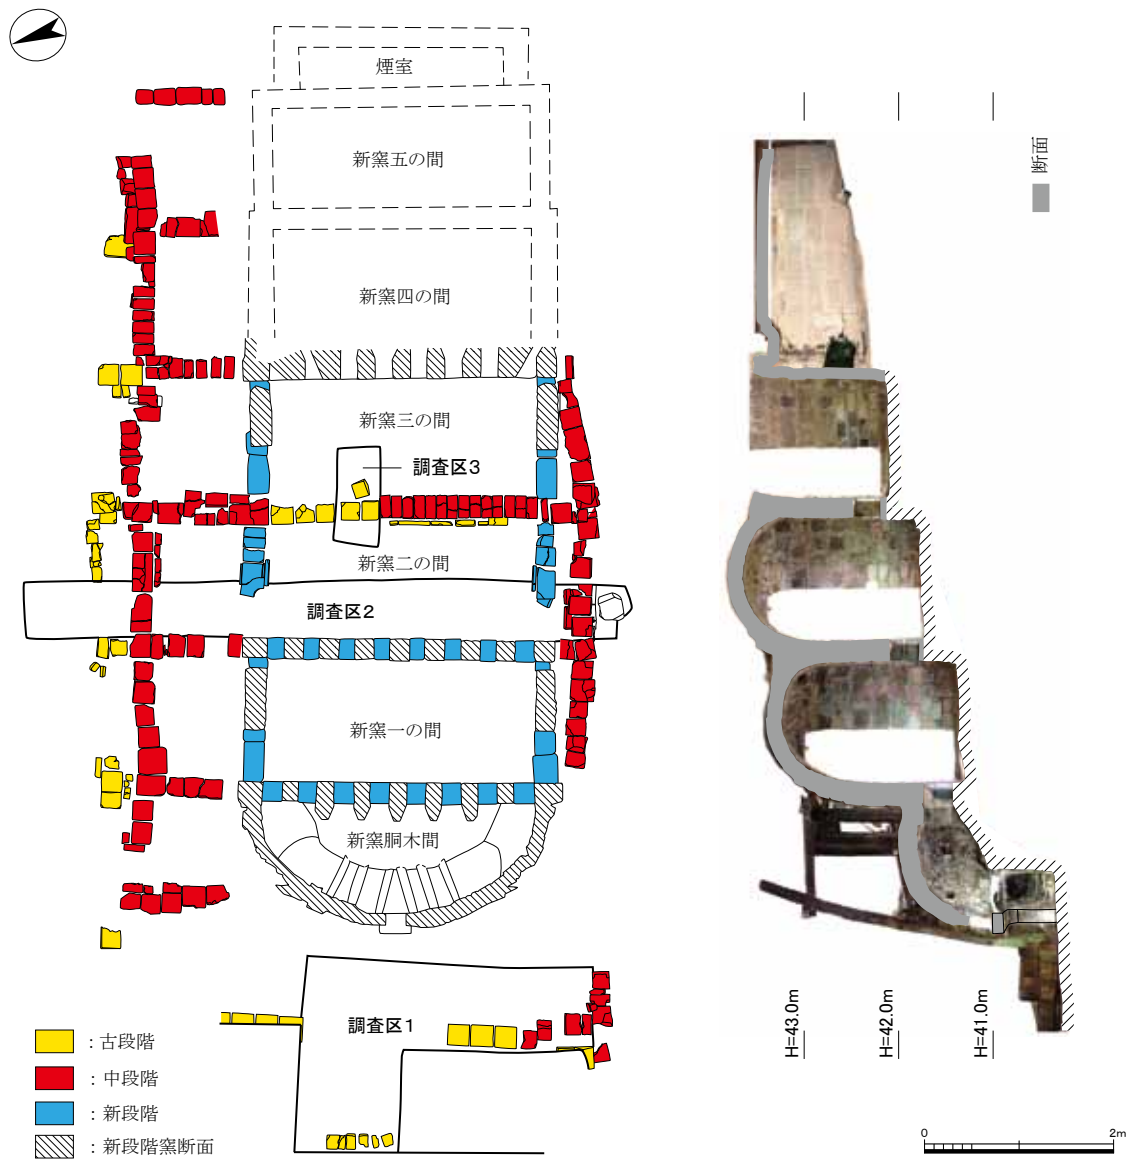 煙室
新窯五の間
新窯四の間
新窯三の間
調査区3
新窯二の間
調査区2
新窯一の間
新窯胴木間
調査区1
：古段階
：中段階
：新段階
：新段階窯断面
断面
H=43.0m
H=42.0m
H=41.0m
0
2m